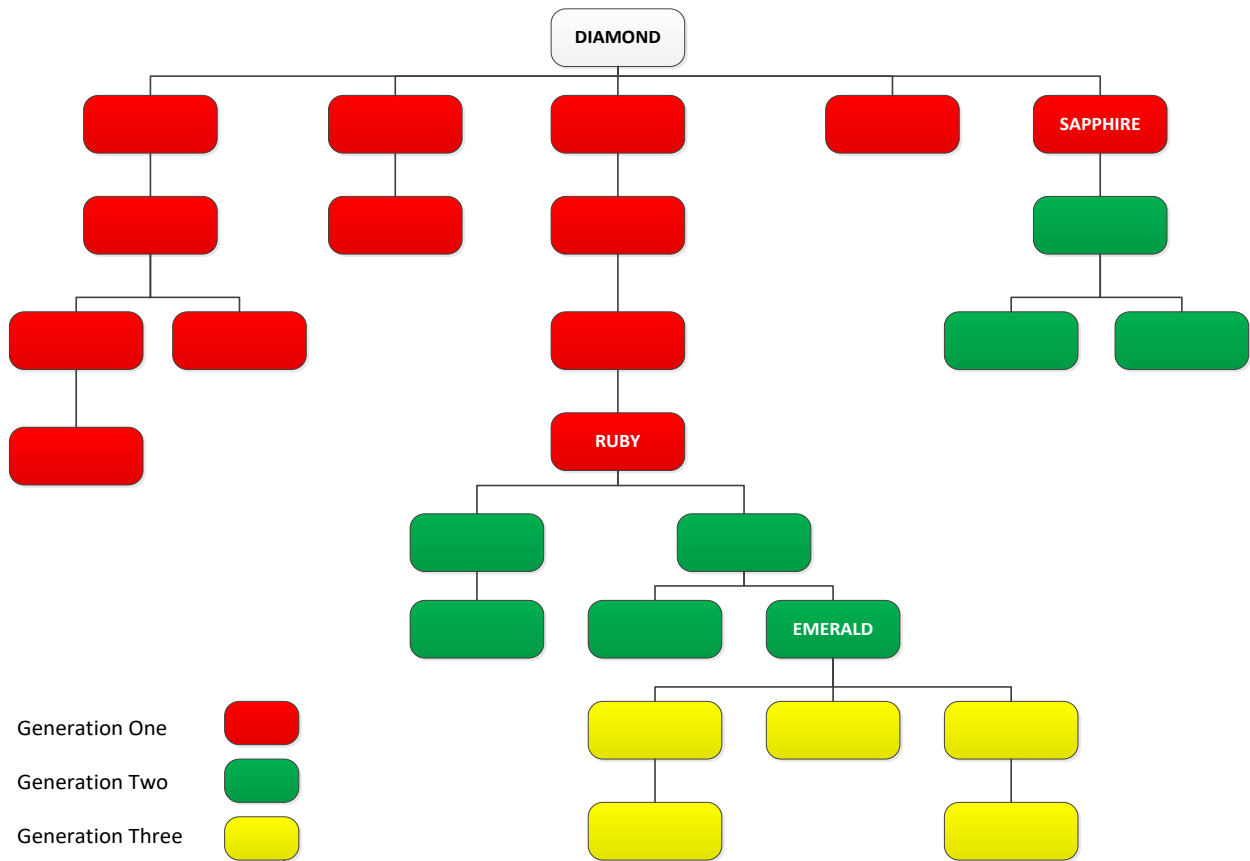 DIAMOND
SAPPHIRE
RUBY
EMERALD
Generation One
Generation Two
Generation Three